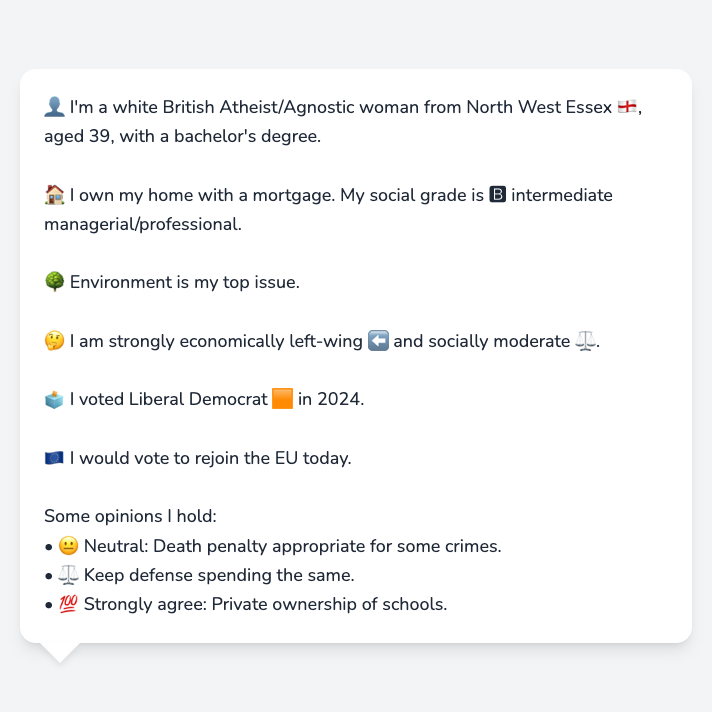 👤 I'm a white British Atheist/Agnostic woman from North West Essex 🏴󠁧󠁢󠁥󠁮󠁧󠁿,
aged 39, with a bachelor's degree.
🏠 I own my home with a mortgage. My social grade is 🅱 intermediate
managerial/professional.
🌳 Environment is my top issue.
🤔 I am strongly economically left-wing ⬅️ and socially moderate ⚖️.
🗳️ I voted Liberal Democrat 🟧 in 2024.
🇪🇺 I would vote to rejoin the EU today.
Some opinions I hold:
• 😐 Neutral: Death penalty appropriate for some crimes.
• ⚖️ Keep defense spending the same.
• 💯 Strongly agree: Private ownership of schools.